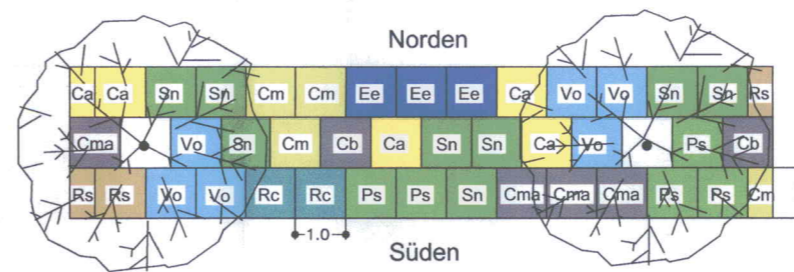 Norden
Ca Ca Sn Sn Cm Cm Ee Ee Ee Ca Vo Vo Sn Sn Rs
Cma Vo Sn Cm Cb Ca Sn Sn Ca Vo Ps Cb
Rs Rs Vo Vo Rc Rc Ps Ps Sn Cma Cma Cma Ps Ps Cm
1.0
Süden